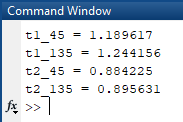 Command Window
t1_45 = 1.189617
t1_135 = 1.244156
t2_45 = 0.884225
t2_135 = 0.895631
fx >>